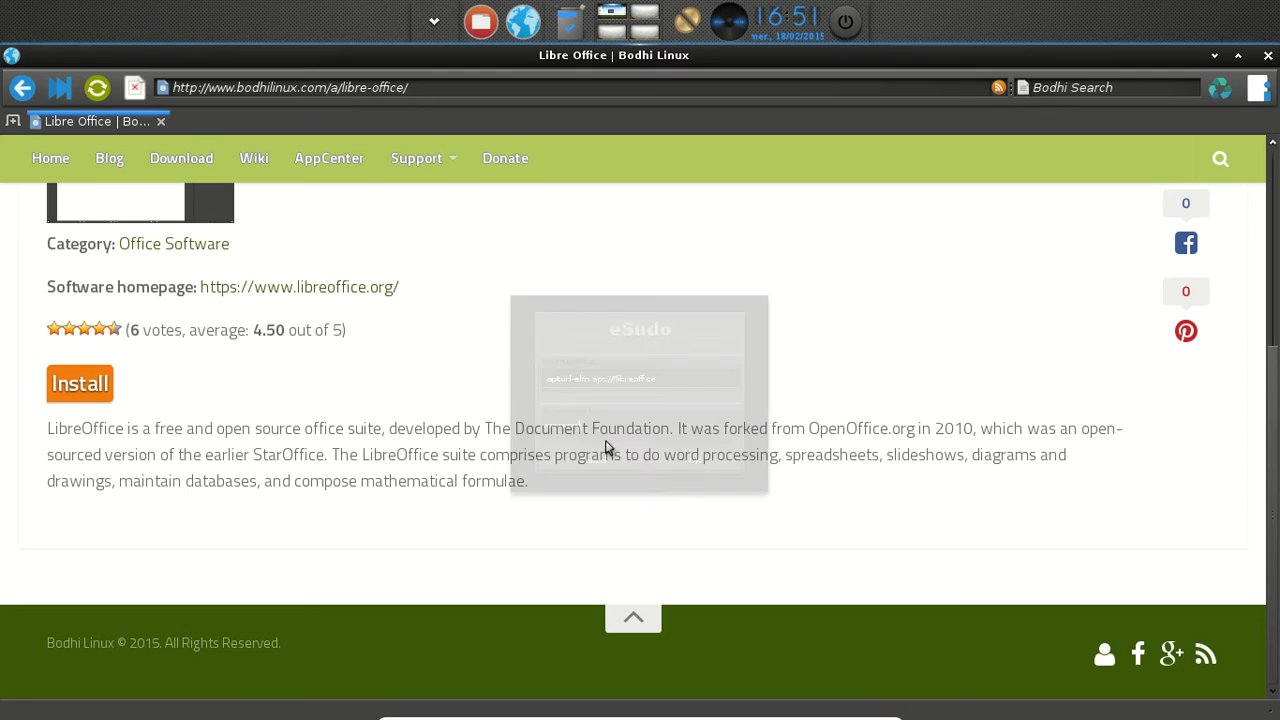 16:51
mer., 18/02/2015
Libre Office | Bodhi Linux
http://www.bodhilinux.com/a/libre-office/
Bodhi Search
Libre Office | Bo...
Home Blog Download Wiki AppCenter Support Donate
0
Category: Office Software
Software homepage: https://www.libreoffice.org/
0
(6 votes, average: 4.50 out of 5)
eSudo
Install
LibreOffice is a free and open source office suite, developed by The Document Foundation. It was forked from OpenOffice.org in 2010, which was an open-
sourced version of the earlier StarOffice. The LibreOffice suite comprises programs to do word processing, spreadsheets, slideshows, diagrams and
drawings, maintain databases, and compose mathematical formulae.
Bodhi Linux © 2015. All Rights Reserved.